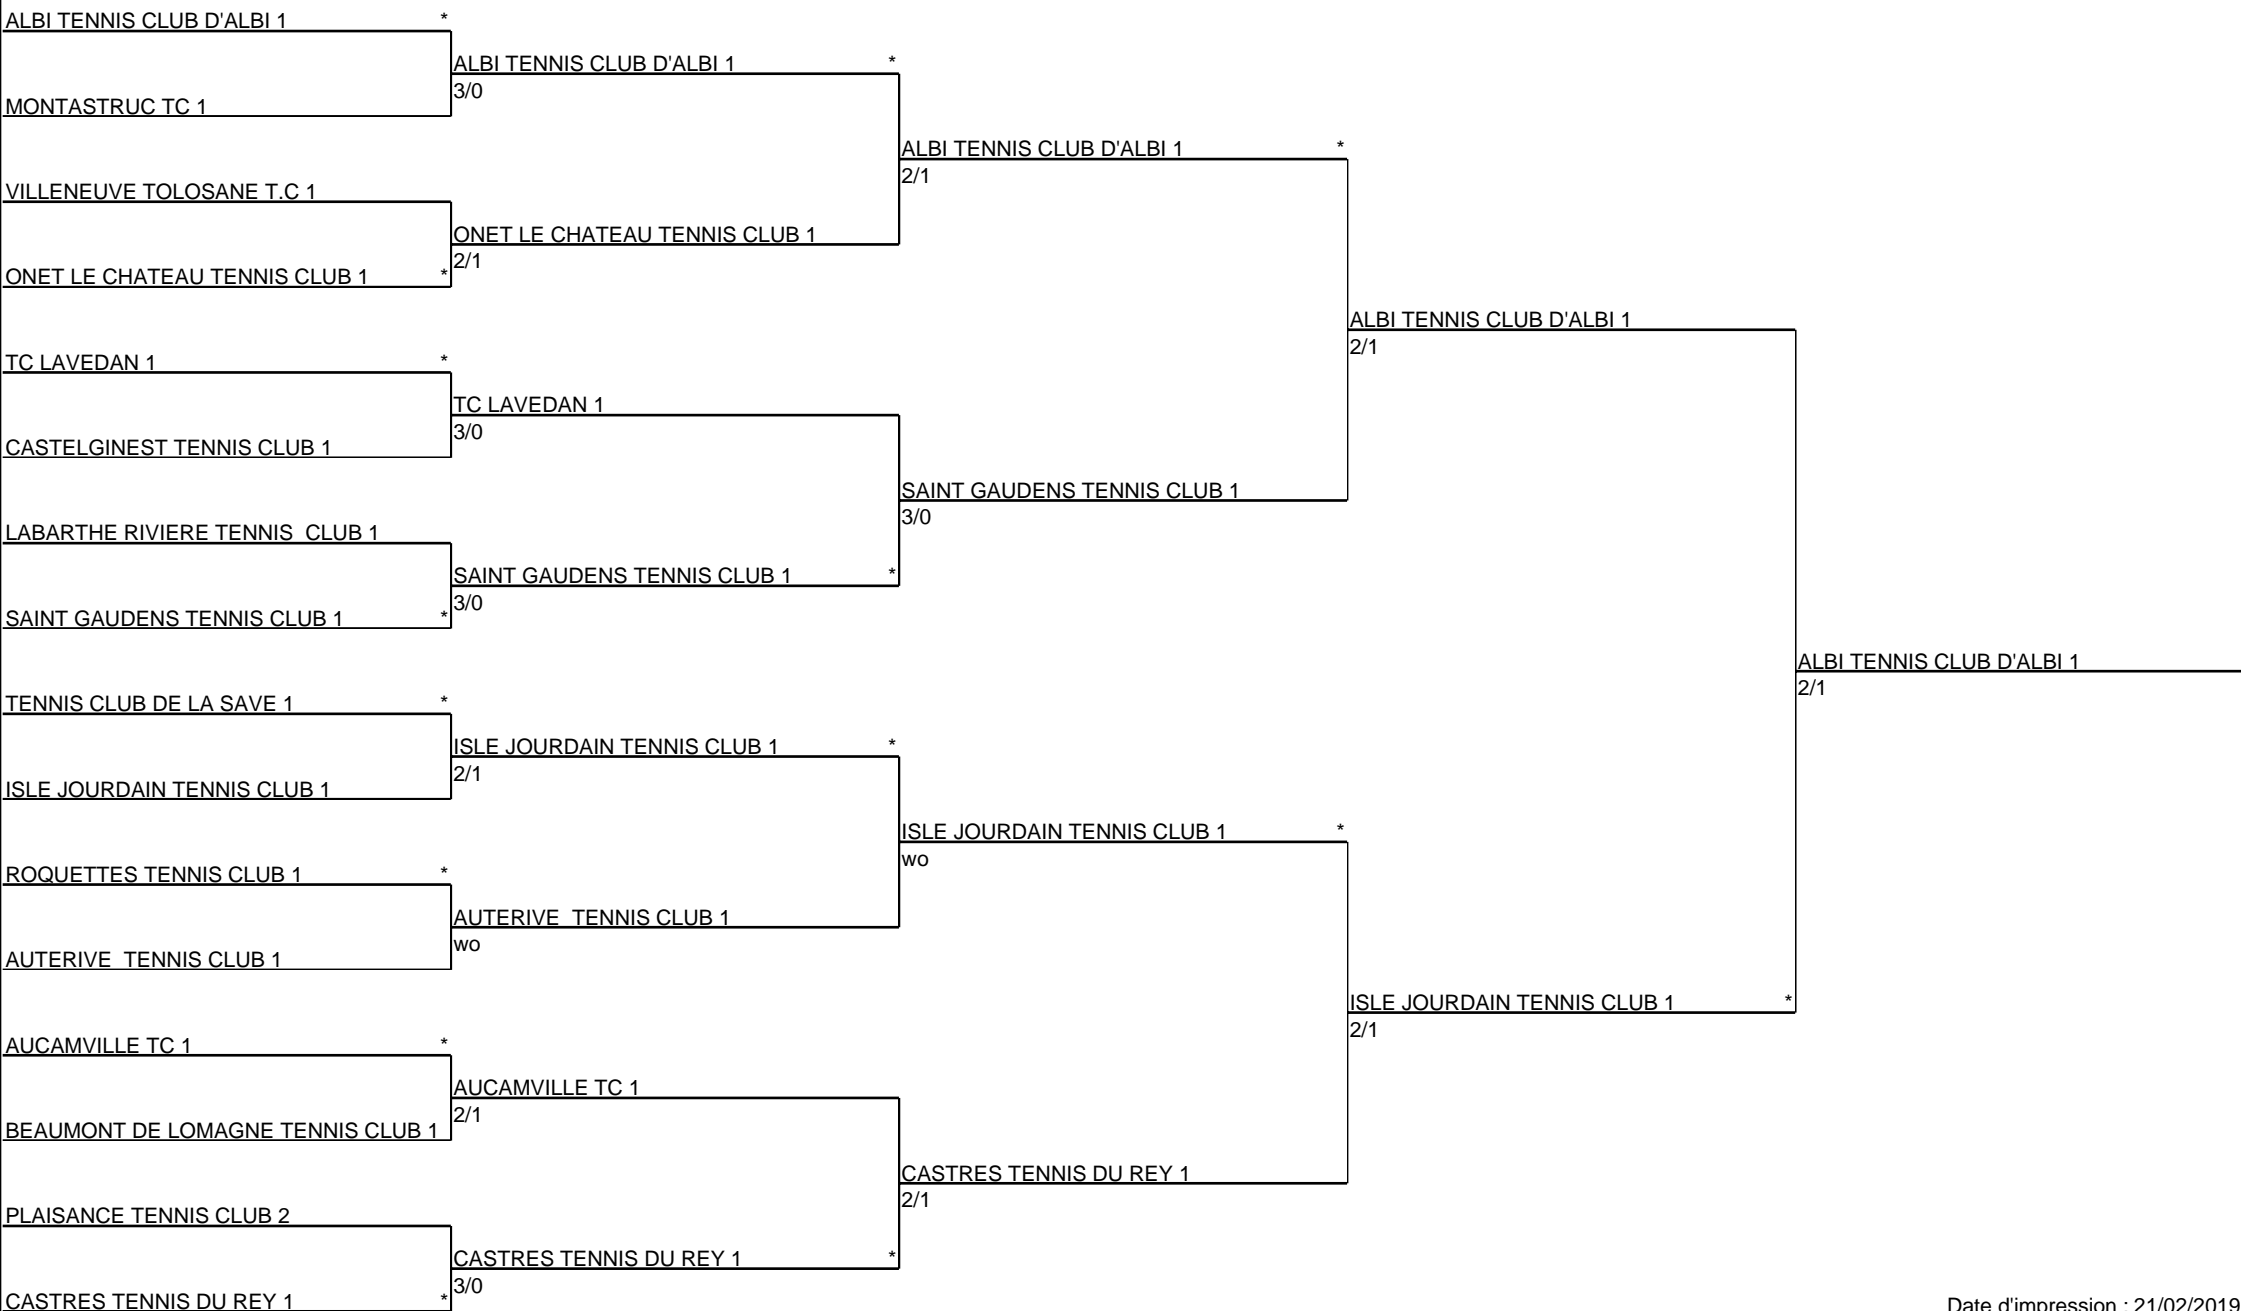 ALBI TENNIS CLUB D'ALBI 1 *
ALBI TENNIS CLUB D'ALBI 1 *
3/0
MONTASTRUC TC 1
ALBI TENNIS CLUB D'ALBI 1 *
2/1
VILLENEUVE TOLOSANE T.C 1
ONET LE CHATEAU TENNIS CLUB 1
2/1
ONET LE CHATEAU TENNIS CLUB 1 *
ALBI TENNIS CLUB D'ALBI 1
2/1
TC LAVEDAN 1 *
TC LAVEDAN 1
3/0
CASTELGINEST TENNIS CLUB 1
SAINT GAUDENS TENNIS CLUB 1
3/0
LABARTHE RIVIERE TENNIS  CLUB 1
SAINT GAUDENS TENNIS CLUB 1 *
3/0
SAINT GAUDENS TENNIS CLUB 1 *
ALBI TENNIS CLUB D'ALBI 1
2/1
TENNIS CLUB DE LA SAVE 1 *
ISLE JOURDAIN TENNIS CLUB 1 *
2/1
ISLE JOURDAIN TENNIS CLUB 1
ISLE JOURDAIN TENNIS CLUB 1 *
wo
ROQUETTES TENNIS CLUB 1 *
AUTERIVE  TENNIS CLUB 1
wo
AUTERIVE  TENNIS CLUB 1
ISLE JOURDAIN TENNIS CLUB 1 *
2/1
AUCAMVILLE TC 1 *
AUCAMVILLE TC 1
2/1
BEAUMONT DE LOMAGNE TENNIS CLUB 1
CASTRES TENNIS DU REY 1
2/1
PLAISANCE TENNIS CLUB 2
CASTRES TENNIS DU REY 1 *
3/0
CASTRES TENNIS DU REY 1 *
Date d'impression : 21/02/2019